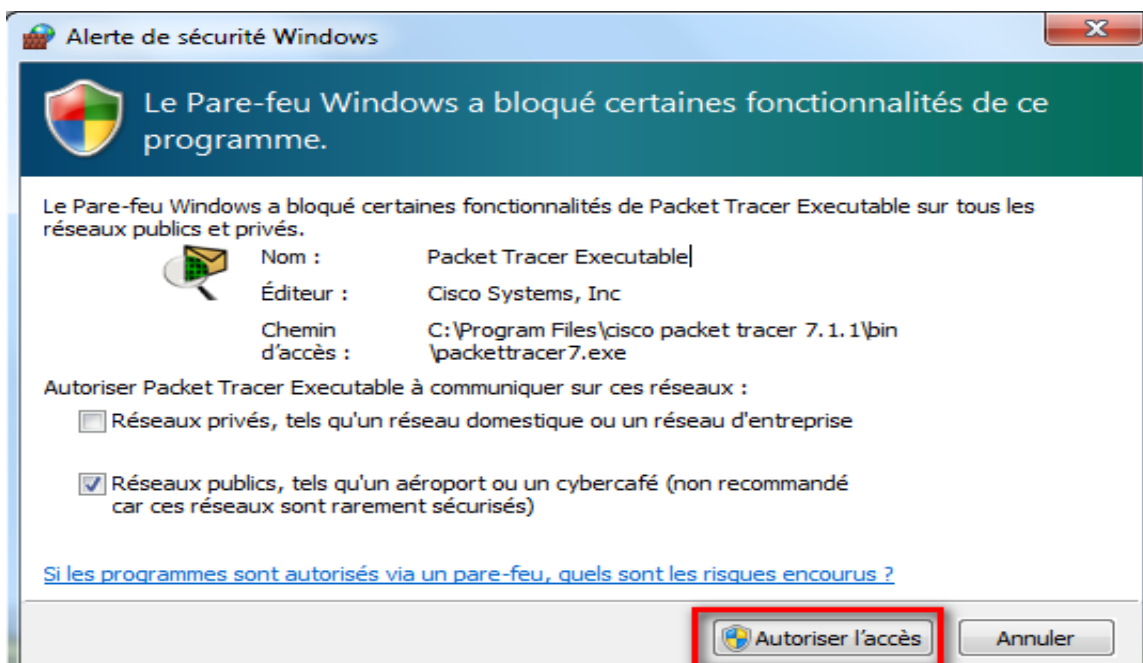 Alerte de sécurité Windows
Le Pare-feu Windows a bloqué certaines fonctionnalités de ce
programme.
Le Pare-feu Windows a bloqué certaines fonctionnalités de Packet Tracer Executable sur tous les
réseaux publics et privés.
Nom : Packet Tracer Executable
Éditeur : Cisco Systems, Inc
Chemin C:\Program Files\cisco packet tracer 7.1.1\bin
d'accès : \packettracer7.exe
Autoriser Packet Tracer Executable à communiquer sur ces réseaux :
Réseaux privés, tels qu'un réseau domestique ou un réseau d'entreprise
Réseaux publics, tels qu'un aéroport ou un cybercafé (non recommandé
car ces réseaux sont rarement sécurisés)
Si les programmes sont autorisés via un pare-feu, quels sont les risques encourus ?
Autoriser l'accès Annuler